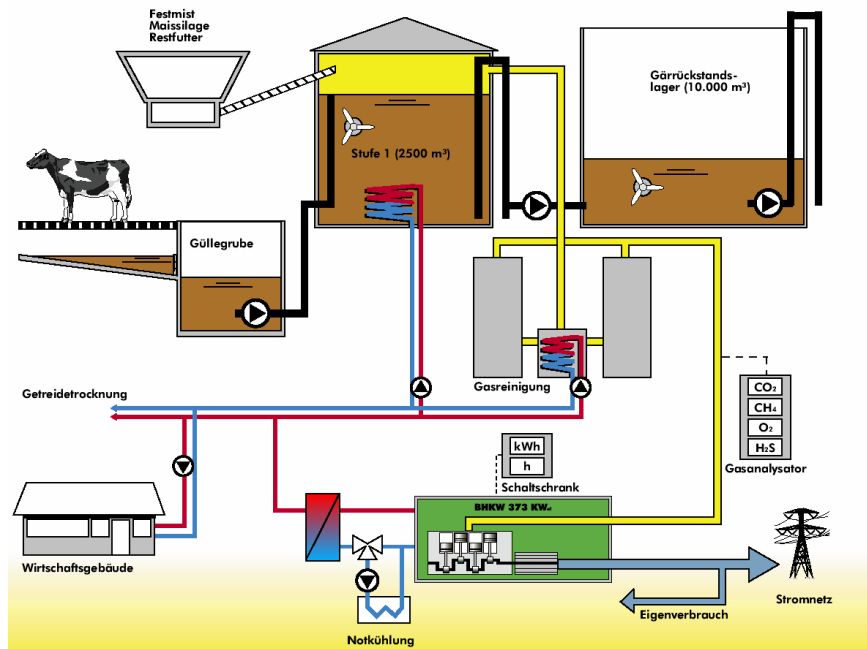 Festmist
Maissilage
Restfutter
Gärrückstands-
lager (10.000 m³)
Stufe 1 (2500 m³)
Güllegrube
Gasreinigung
Getreidetrocknung
CO₂
CH₄
O₂
H₂S
Gasanalysator
kWh
h
Schaltschrank
BHKW 373 KWel
Wirtschaftsgebäude
Notkühlung
Eigenverbrauch
Stromnetz